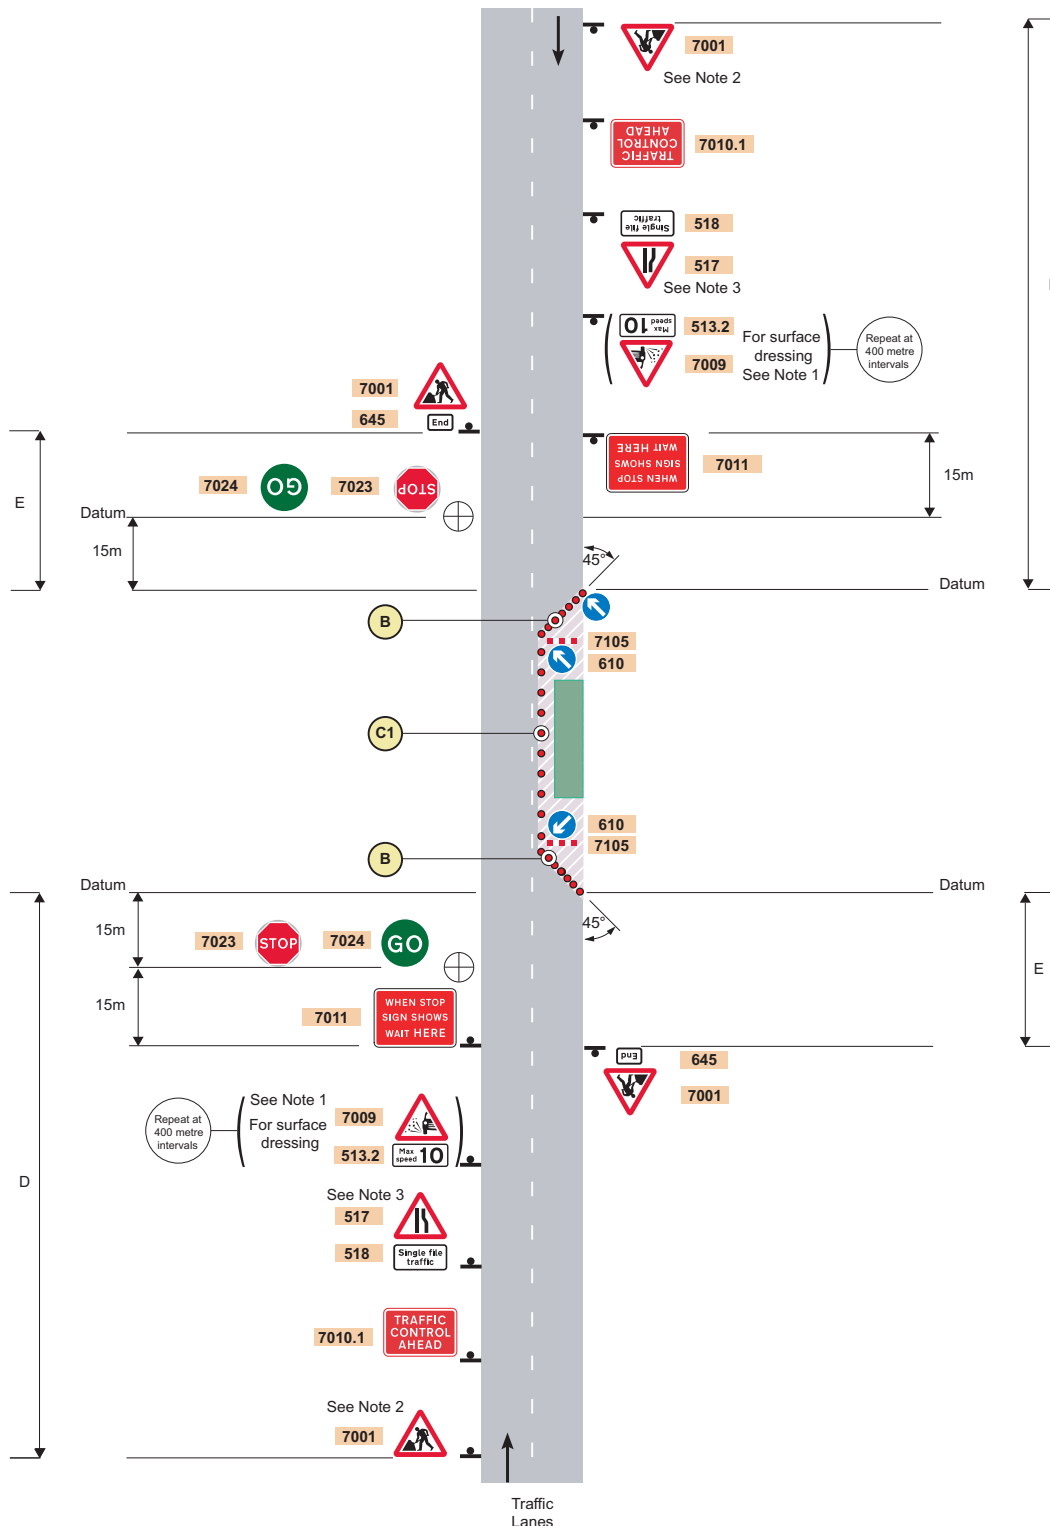 7001
See Note 2
TRAFFIC
CONTROL
AHEAD
7010.1
Single file
traffic
518
517
See Note 3
Max
speed 10
513.2
7009
For surface
dressing
See Note 1
Repeat at
400 metre
intervals
7001
645
End
WHEN STOP
SIGN SHOWS
WAIT HERE
7011
15m
E
7024
GO
7023
STOP
Datum
15m
45°
Datum
B
7105
610
C1
610
7105
B
Datum
Datum
45°
15m
7023
STOP
7024
GO
E
15m
7011
WHEN STOP
SIGN SHOWS
WAIT HERE
End
645
7001
Repeat at
400 metre
intervals
See Note 1
For surface
dressing
7009
513.2
Max
speed 10
D
See Note 3
517
518
Single file
traffic
7010.1
TRAFFIC
CONTROL
AHEAD
See Note 2
7001
Traffic
Lanes